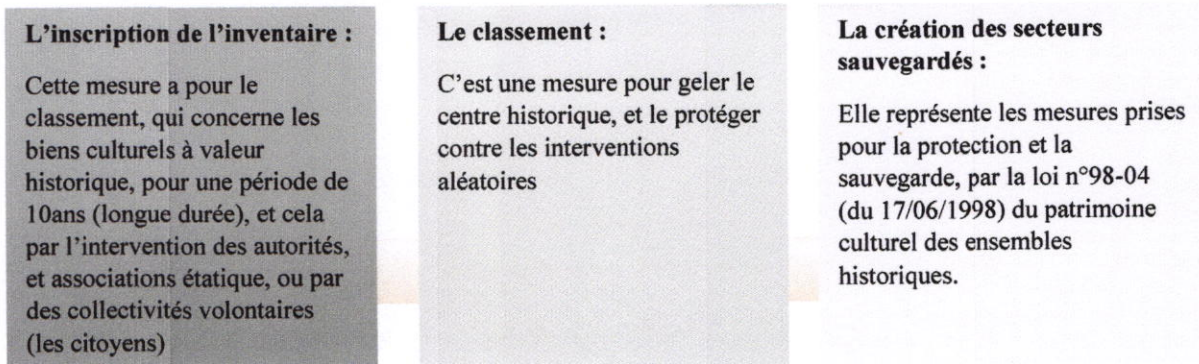 L'inscription de l'inventaire :
Cette mesure a pour le
classement, qui concerne les
biens culturels à valeur
historique, pour une période de
10ans (longue durée), et cela
par l'intervention des autorités,
et associations étatique, ou par
des collectivités volontaires
(les citoyens)
Le classement :
C'est une mesure pour geler le
centre historique, et le protéger
contre les interventions
aléatoires
La création des secteurs
sauvegardés :
Elle représente les mesures prises
pour la protection et la
sauvegarde, par la loi n°98-04
(du 17/06/1998) du patrimoine
culturel des ensembles
historiques.